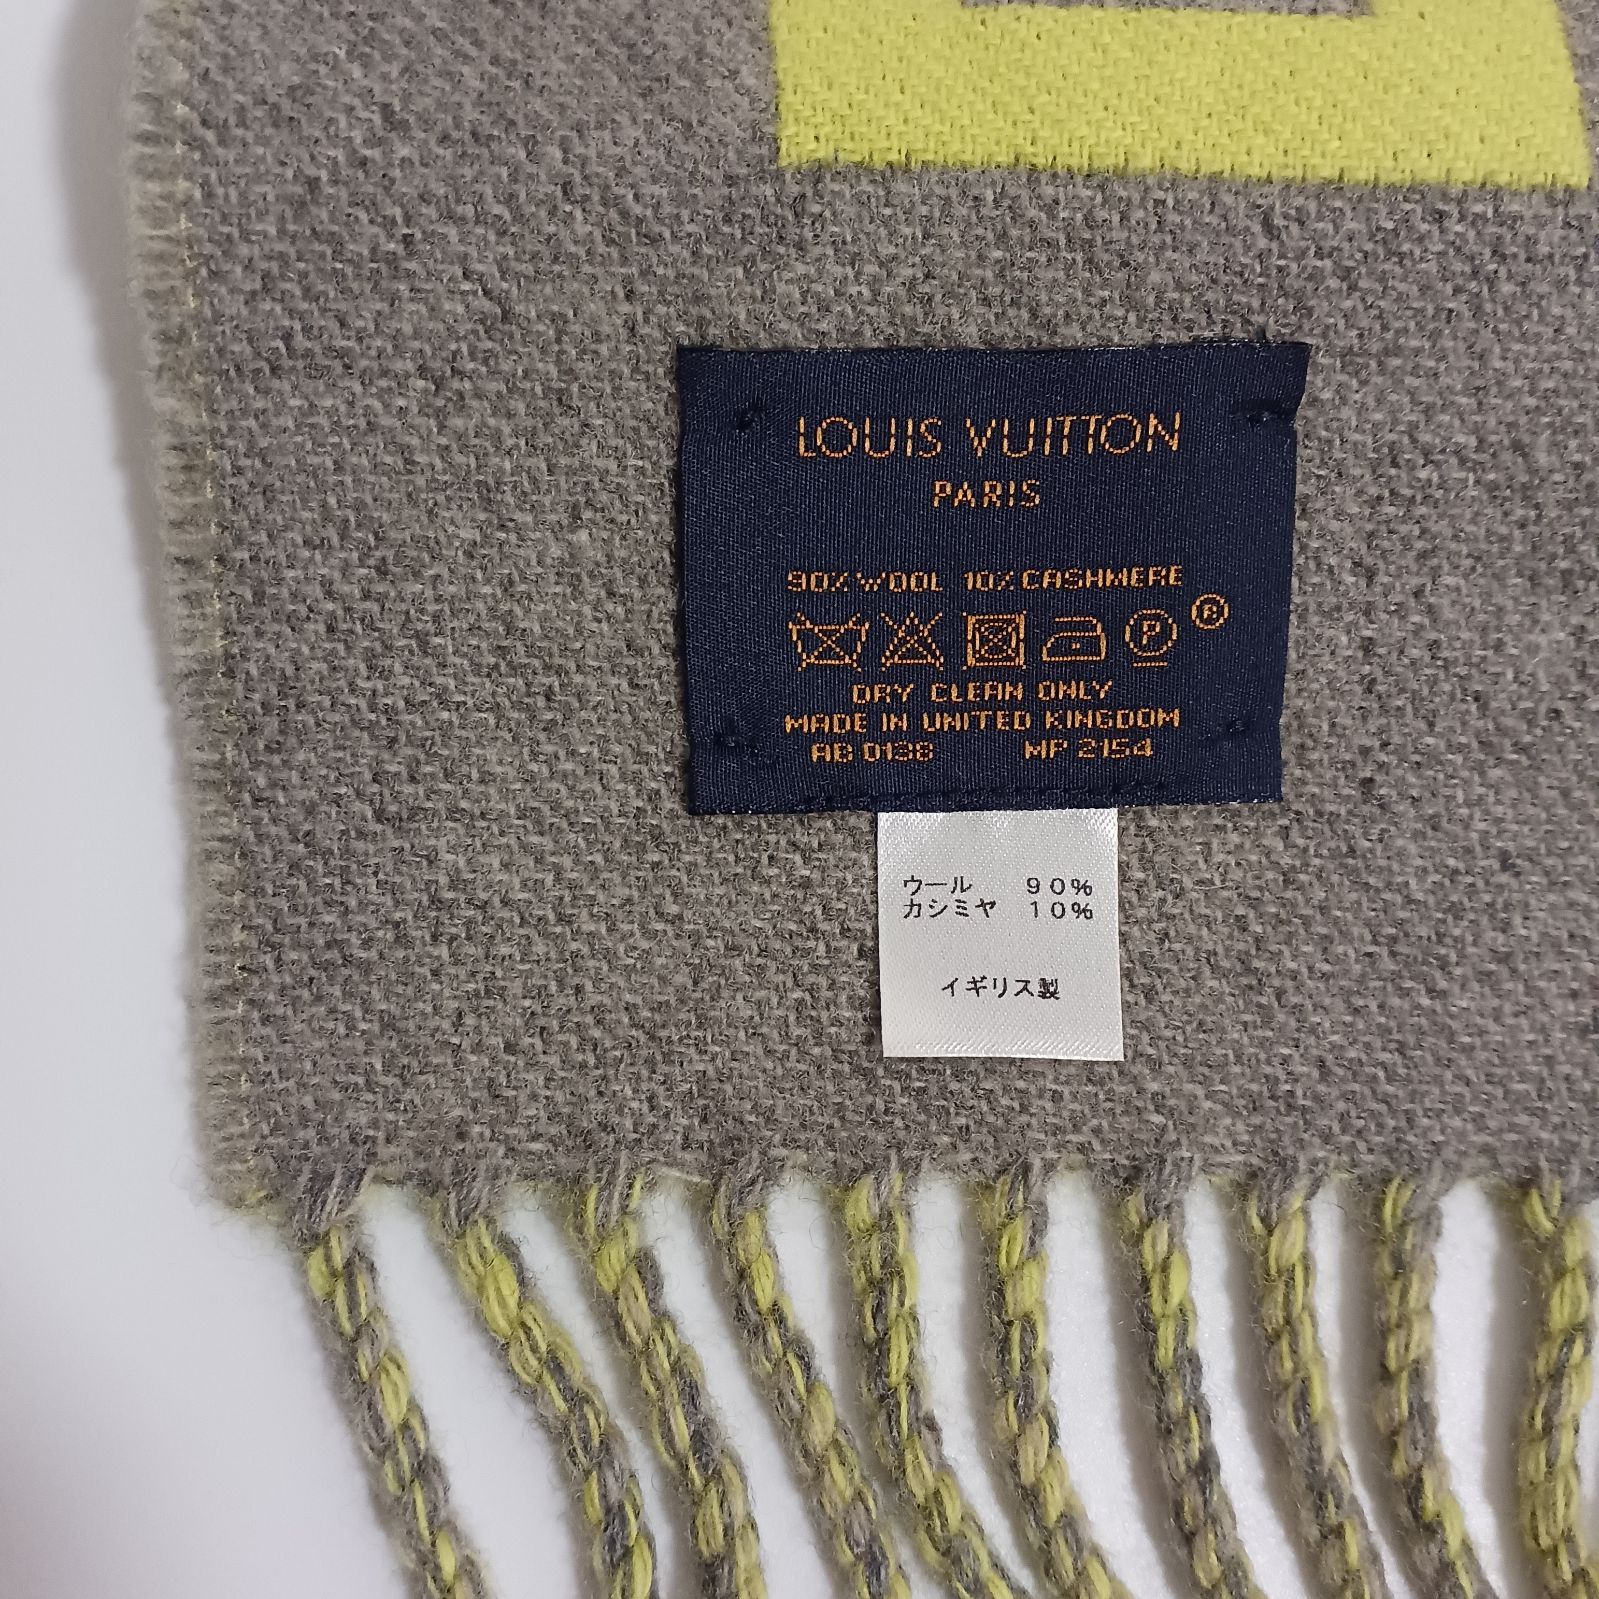 LOUIS VUITTON
PARIS
90% WOOL 10% CASHMERE
P ®
DRY CLEAN ONLY
MADE IN UNITED KINGDOM
AB 0138 MP 2154
ウール 90%
カシミヤ 10%
イギリス製